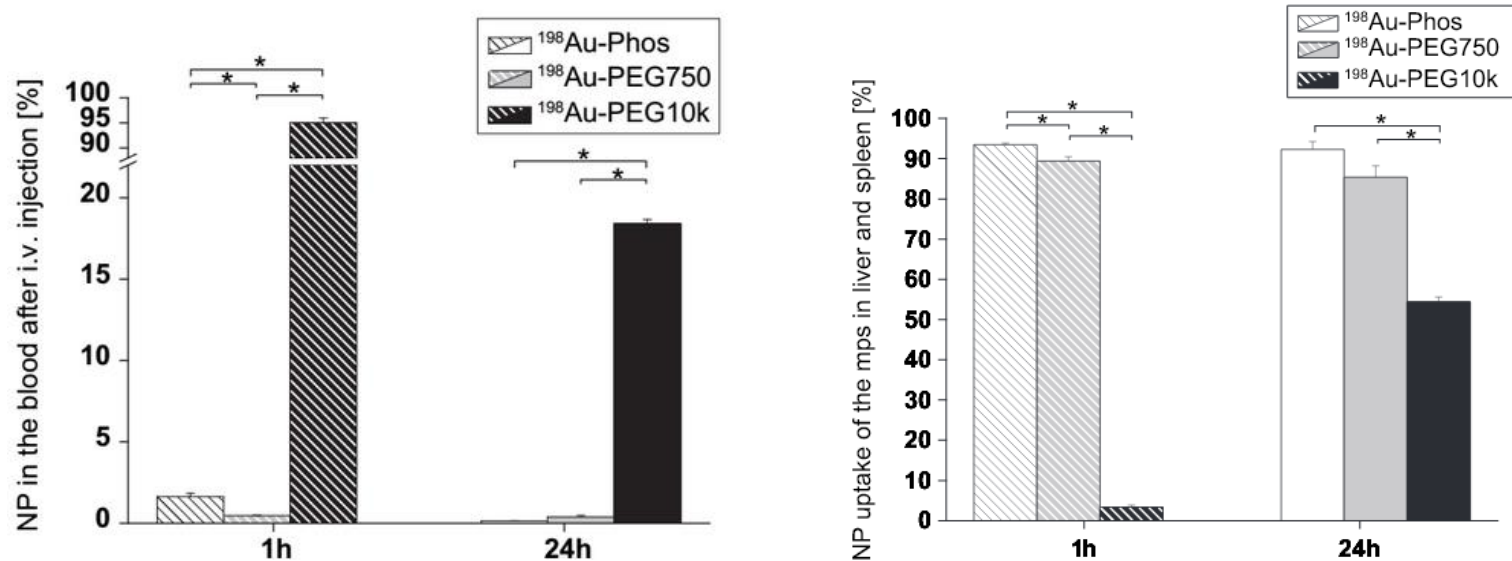 NP in the blood after i.v. injection [%]
100
95
90
20
15
10
5
0
1h
24h
* * *
* *
¹⁹⁸Au-Phos
¹⁹⁸Au-PEG750
¹⁹⁸Au-PEG10k
NP uptake of the mps in liver and spleen [%]
100
90
80
70
60
50
40
30
20
10
0
1h
24h
* * *
* *
¹⁹⁸Au-Phos
¹⁹⁸Au-PEG750
¹⁹⁸Au-PEG10k